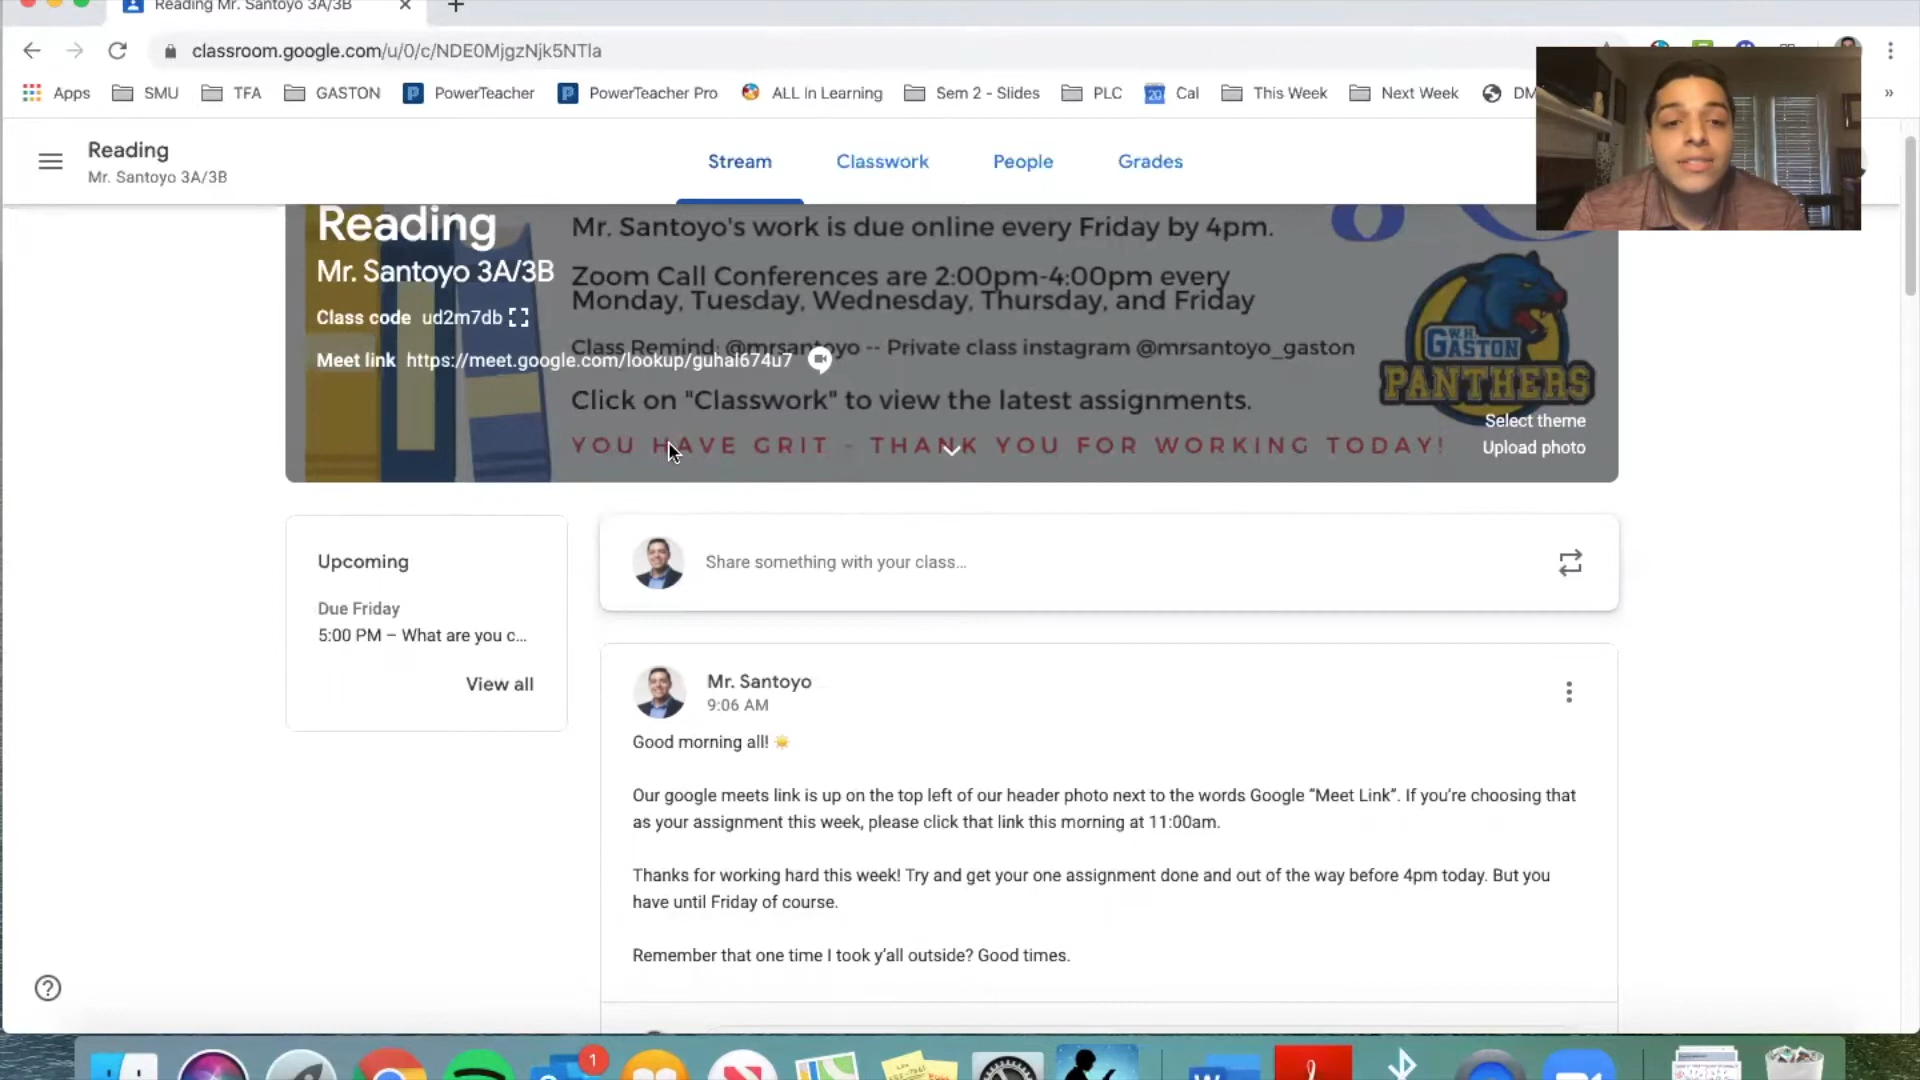 Reading Mr. Santoyo 3A/3B
classroom.google.com/u/0/c/NDE0MjgzNjk5NTla
Apps SMU TFA GASTON PowerTeacher PowerTeacher Pro ALL In Learning Sem 2 - Slides PLC 20 Cal This Week Next Week »
Reading
Mr. Santoyo 3A/3B
Stream Classwork People Grades
Reading
Mr. Santoyo 3A/3B
Class code ud2m7db
Meet link https://meet.google.com/lookup/guhal674u7
Mr. Santoyo's work is due online every Friday by 4pm.
Zoom Call Conferences are 2:00pm-4:00pm every
Monday, Tuesday, Wednesday, Thursday, and Friday
Class Remind: @mrsantoyo -- Private class instagram @mrsantoyo_gaston
Click on "Classwork" to view the latest assignments.
YOU HAVE GRIT - THANK YOU FOR WORKING TODAY!
W.H.
GASTON
PANTHERS
Select theme
Upload photo
Upcoming
Due Friday
5:00 PM – What are you c...
View all
Share something with your class...
Mr. Santoyo
9:06 AM
Good morning all! ☀️
Our google meets link is up on the top left of our header photo next to the words Google “Meet Link”. If you’re choosing that
as your assignment this week, please click that link this morning at 11:00am.
Thanks for working hard this week! Try and get your one assignment done and out of the way before 4pm today. But you
have until Friday of course.
Remember that one time I took y’all outside? Good times.
1